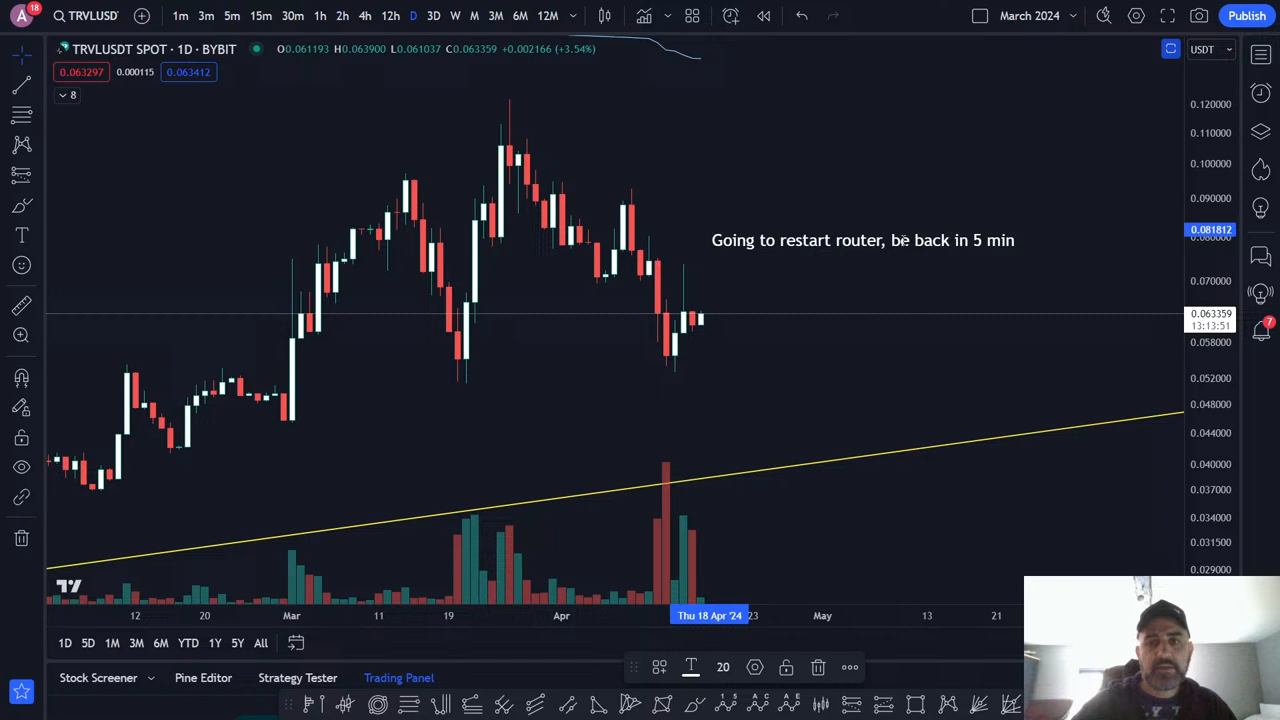 A
18
TRVLUSD
1m 3m 5m 15m 30m 1h 2h 4h 12h D 3D W M 3M 6M 12M
March 2024
Publish
TRVLUSDT SPOT · 1D · BYBIT
O0.061193 H0.063900 L0.061037 C0.063359 +0.002166 (+3.54%)
USDT
0.063297 0.000115 0.063412
8
0.120000
0.110000
0.100000
0.090000
0.081812
0.080000
0.070000
0.063359
13:13:51
0.058000
0.052000
0.048000
0.044000
0.040000
0.037000
0.034000
0.031500
0.029000
7
Going to restart router, be back in 5 min
12 20 Mar 11 19 Apr Thu 18 Apr '24 23 May 13 21
1D 5D 1M 3M 6M YTD 1Y 5Y All
T 20
Stock Screener Pine Editor Strategy Tester Trading Panel